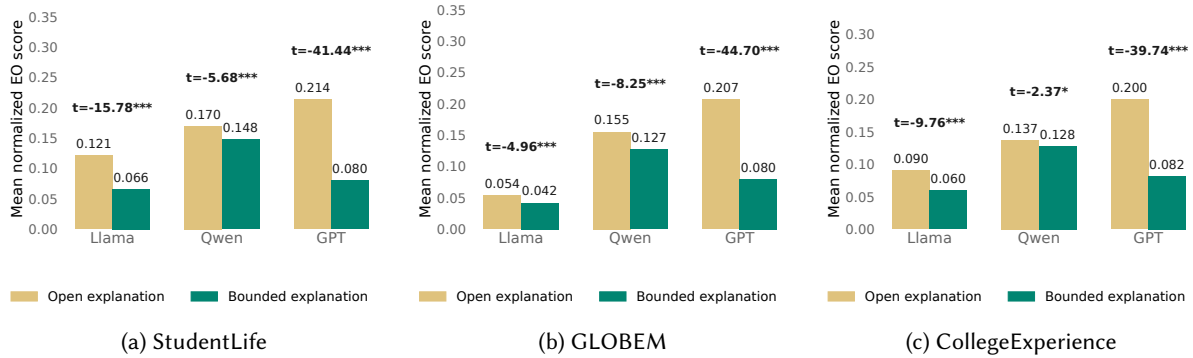 Mean normalized EO score
0.35
0.30
0.25
0.20
0.15
0.10
0.05
0.00
t=-15.78***
t=-5.68***
t=-41.44***
0.121
0.066
0.170
0.148
0.214
0.080
Llama
Qwen
GPT
Open explanation
Bounded explanation
(a) StudentLife
Mean normalized EO score
0.35
0.30
0.25
0.20
0.15
0.10
0.05
0.00
t=-4.96***
t=-8.25***
t=-44.70***
0.054
0.042
0.155
0.127
0.207
0.080
Llama
Qwen
GPT
Open explanation
Bounded explanation
(b) GLOBEM
Mean normalized EO score
0.30
0.25
0.20
0.15
0.10
0.05
0.00
t=-9.76***
t=-2.37*
t=-39.74***
0.090
0.060
0.137
0.128
0.200
0.082
Llama
Qwen
GPT
Open explanation
Bounded explanation
(c) CollegeExperience